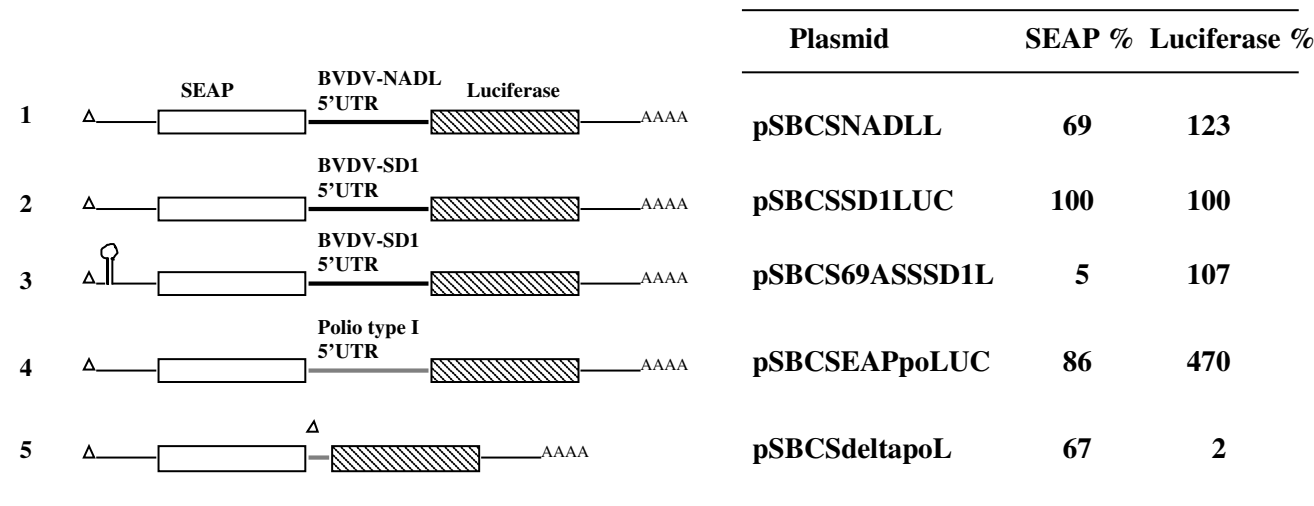 Plasmid SEAP % Luciferase %
SEAP BVDV-NADL Luciferase
5’UTR
1 Δ AAAA pSBCSNADLL 69 123
BVDV-SD1
5’UTR
2 Δ AAAA pSBCSSD1LUC 100 100
BVDV-SD1
5’UTR
3 Δ AAAA pSBCS69ASSSD1L 5 107
Polio type I
5’UTR
4 Δ AAAA pSBCSEAPpoLUC 86 470
Δ
5 Δ AAAA pSBCSdeltapoL 67 2